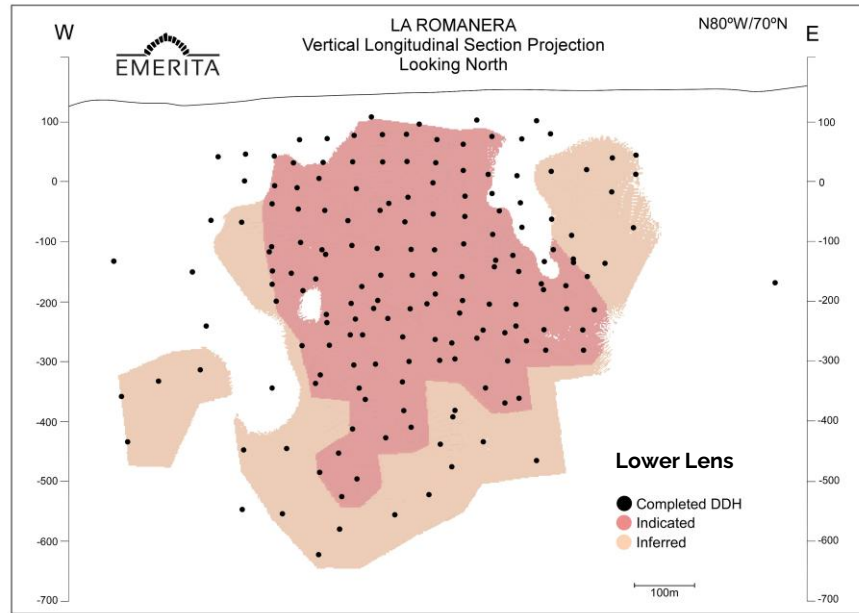 LA ROMANERA
Vertical Longitudinal Section Projection
Looking North
N80ºW/70ºN
W
E
EMERITA
100
100
0
0
-100
-100
-200
-200
-300
-300
-400
-400
-500
-500
-600
-600
-700
-700
Lower Lens
Completed DDH
Indicated
Inferred
100m